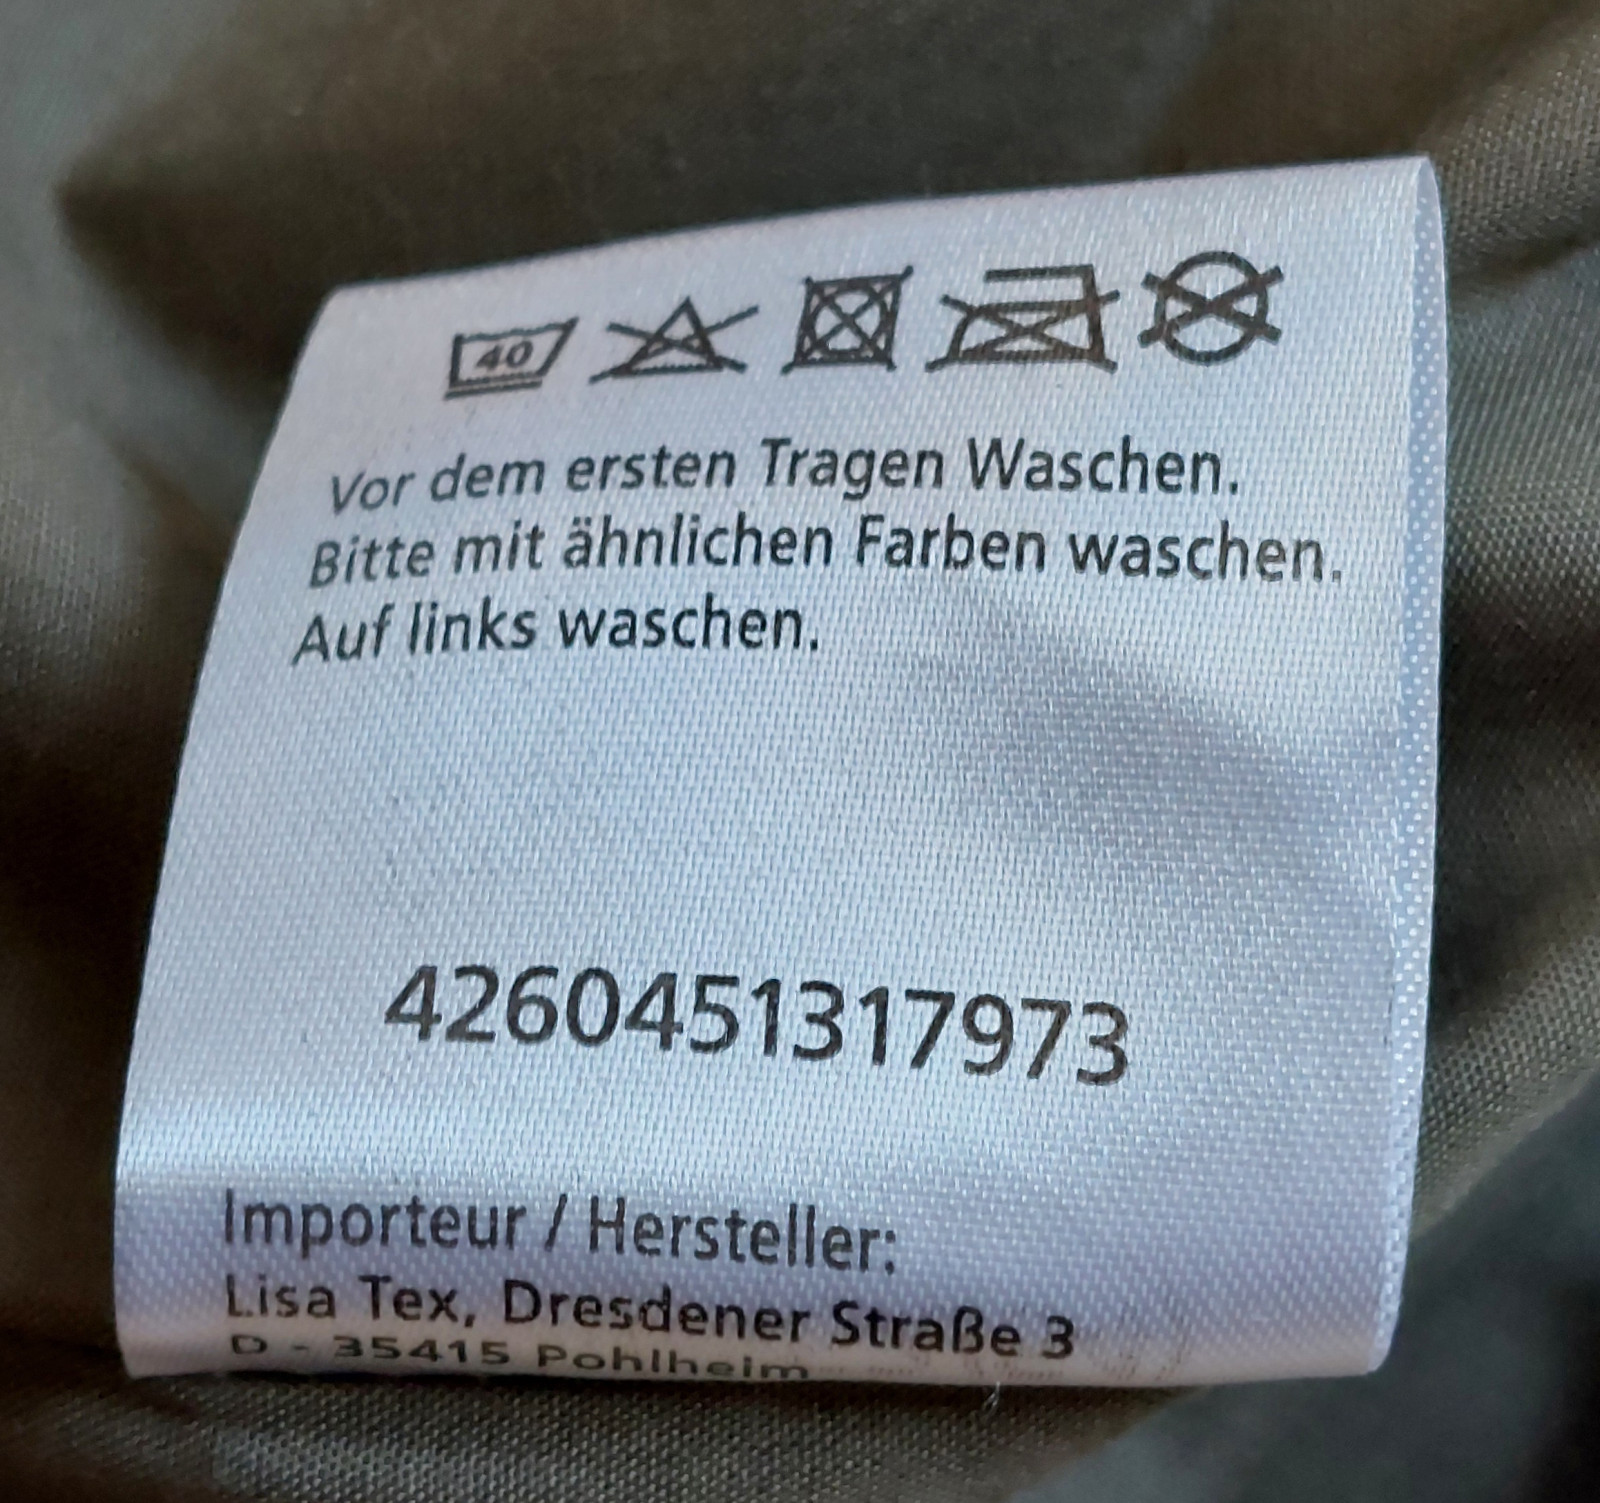 40
Vor dem ersten Tragen Waschen.
Bitte mit ähnlichen Farben waschen.
Auf links waschen.
4260451317973
Importeur / Hersteller:
Lisa Tex, Dresdener Straße 3
D - 35415 Pohlheim